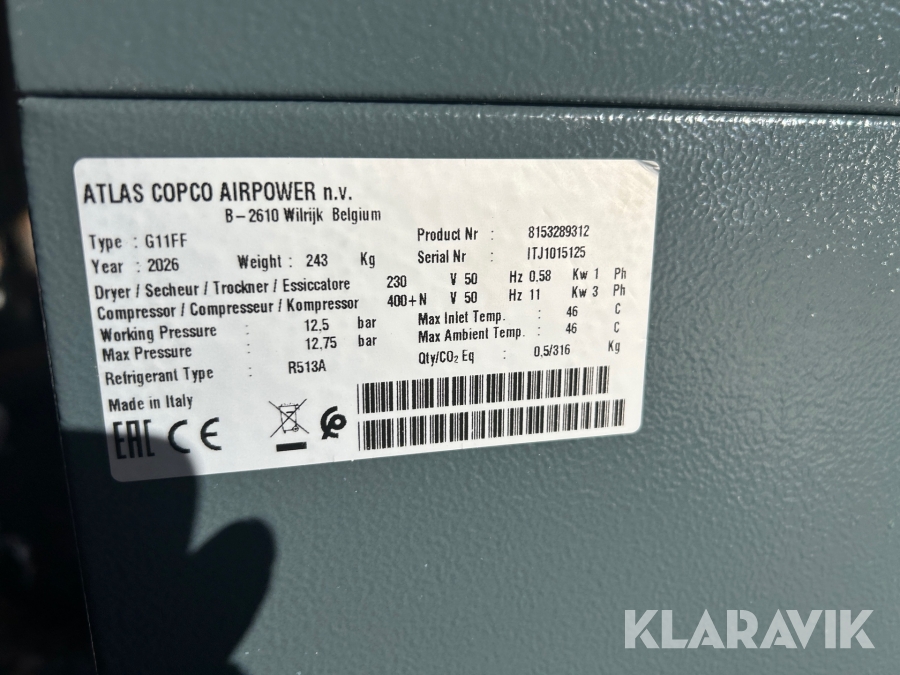 ATLAS COPCO AIRPOWER n.v.
B-2610 Wilrijk Belgium
Type : G11FF
Product Nr : 8153289312
Year : 2026 Weight : 243 Kg
Serial Nr : ITJ1015125
Dryer / Secheur / Trockner / Essiccatore 230 V 50 Hz 0.58 Kw 1 Ph
Compressor / Compresseur / Kompressor 400+N V 50 Hz 11 Kw 3 Ph
Working Pressure : 12,5 bar
Max Inlet Temp. : 46 C
Max Pressure : 12,75 bar
Max Ambient Temp. : 46 C
Refrigerant Type : R513A
Qty/CO₂ Eq : 0,5/316 Kg
Made in Italy
EAC CE
KLARAVIK